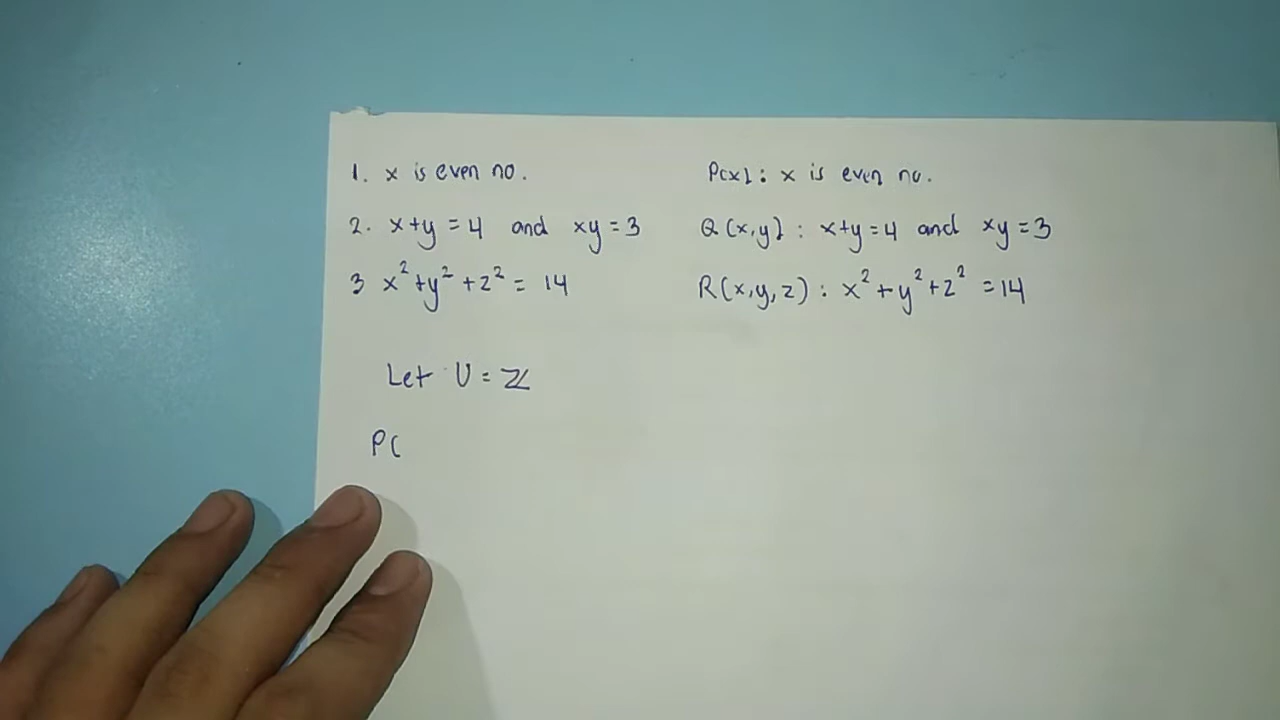 1. x is even no. P(x): x is even no.
2. x+y=4 and xy=3 Q(x,y): x+y=4 and xy=3
3 x²+y²+z²=14 R(x,y,z): x²+y²+z²=14
Let U=ℤ
P(